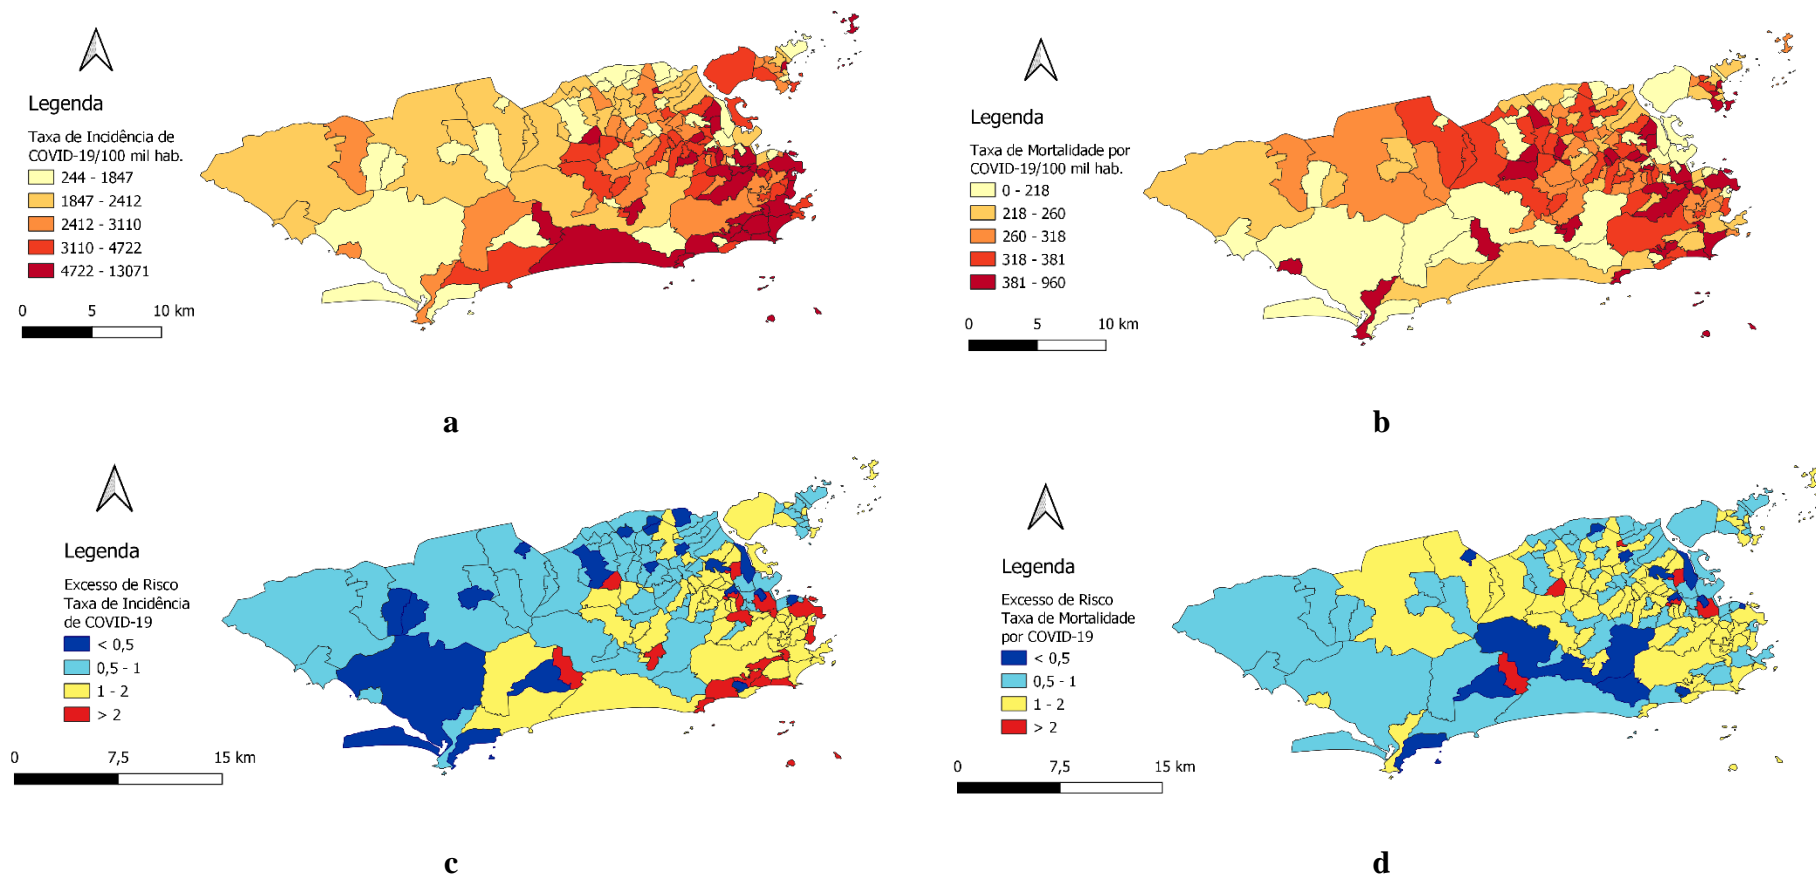 Legenda
Taxa de Incidência de
COVID-19/100 mil hab.
244 - 1847
1847 - 2412
2412 - 3110
3110 - 4722
4722 - 13071
0 5 10 km
a
Legenda
Taxa de Mortalidade por
COVID-19/100 mil hab.
0 - 218
218 - 260
260 - 318
318 - 381
381 - 960
0 5 10 km
b
Legenda
Excesso de Risco
Taxa de Incidência
de COVID-19
< 0,5
0,5 - 1
1 - 2
> 2
0 7,5 15 km
c
Legenda
Excesso de Risco
Taxa de Mortalidade
por COVID-19
< 0,5
0,5 - 1
1 - 2
> 2
0 7,5 15 km
d